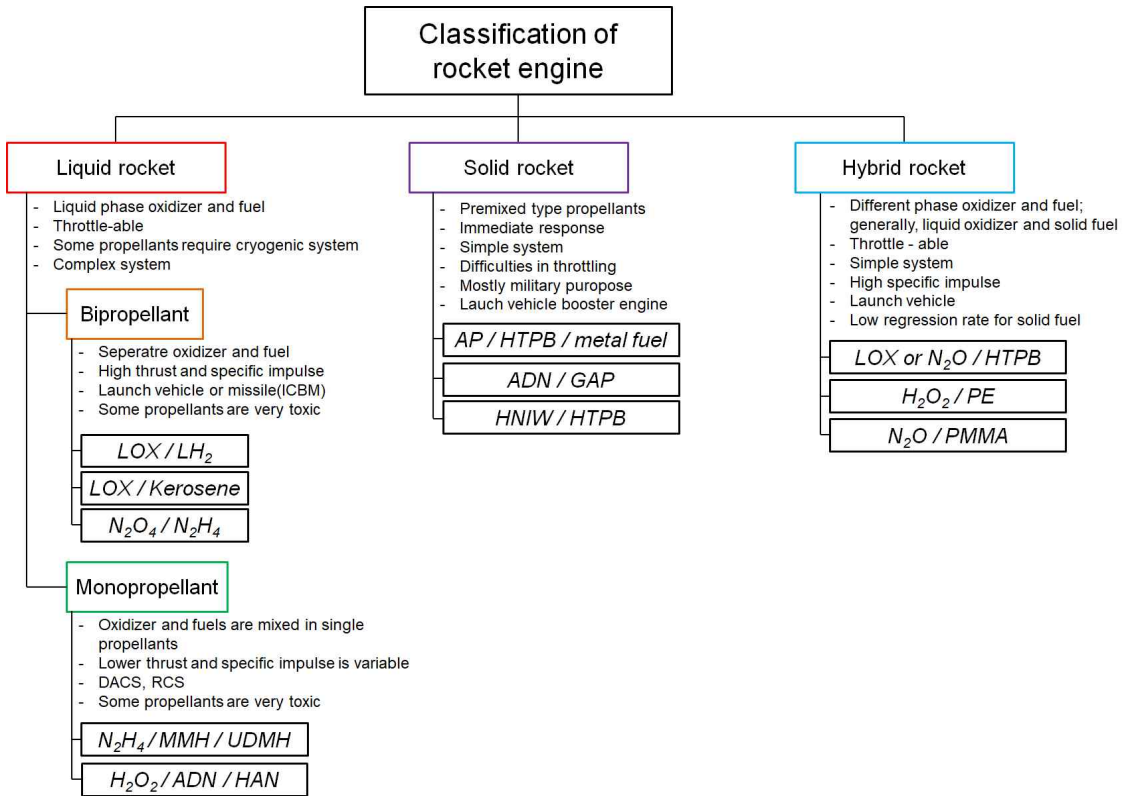 Classification of
rocket engine
Liquid rocket
- Liquid phase oxidizer and fuel
- Throttle-able
- Some propellants require cryogenic system
- Complex system
Bipropellant
- Seperatre oxidizer and fuel
- High thrust and specific impulse
- Launch vehicle or missile(ICBM)
- Some propellants are very toxic
LOX / LH₂
LOX / Kerosene
N₂O₄ / N₂H₄
Monopropellant
- Oxidizer and fuels are mixed in single
propellants
- Lower thrust and specific impulse is variable
- DACS, RCS
- Some propellants are very toxic
N₂H₄ / MMH / UDMH
H₂O₂ / ADN / HAN
Solid rocket
- Premixed type propellants
- Immediate response
- Simple system
- Difficulties in throttling
- Mostly military puropose
- Lauch vehicle booster engine
AP / HTPB / metal fuel
ADN / GAP
HNIW / HTPB
Hybrid rocket
- Different phase oxidizer and fuel;
generally, liquid oxidizer and solid fuel
- Throttle - able
- Simple system
- High specific impulse
- Launch vehicle
- Low regression rate for solid fuel
LOX or N₂O / HTPB
H₂O₂ / PE
N₂O / PMMA